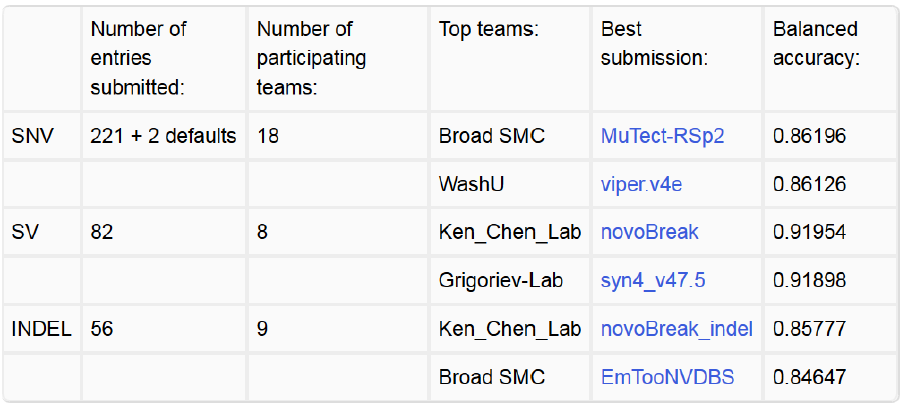 Number of entries submitted: Number of participating teams: Top teams: Best submission: Balanced accuracy:
SNV 221 + 2 defaults 18 Broad SMC MuTect-RSp2 0.86196
WashU viper.v4e 0.86126
SV 82 8 Ken_Chen_Lab novoBreak 0.91954
Grigoriev-Lab syn4_v47.5 0.91898
INDEL 56 9 Ken_Chen_Lab novoBreak_indel 0.85777
Broad SMC EmTooNVDBS 0.84647